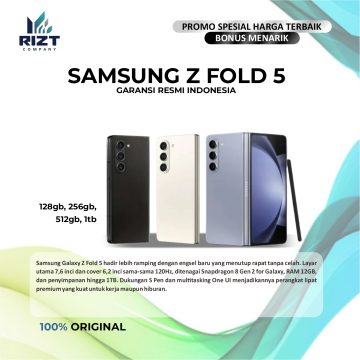 RIZT
COMPANY
PROMO SPESIAL HARGA TERBAIK
BONUS MENARIK
SAMSUNG Z FOLD 5
GARANSI RESMI INDONESIA
128gb, 256gb,
512gb, 1tb
Samsung Galaxy Z Fold 5 hadir lebih ramping dengan engsel baru yang menutup rapat tanpa celah. Layar
utama 7,6 inci dan cover 6,2 inci sama-sama 120Hz, ditenagai Snapdragon 8 Gen 2 for Galaxy, RAM 12GB,
dan penyimpanan hingga 1TB. Dukungan S Pen dan multitasking One UI menjadikannya perangkat lipat
premium yang kuat untuk kerja maupun hiburan.
100% ORIGINAL